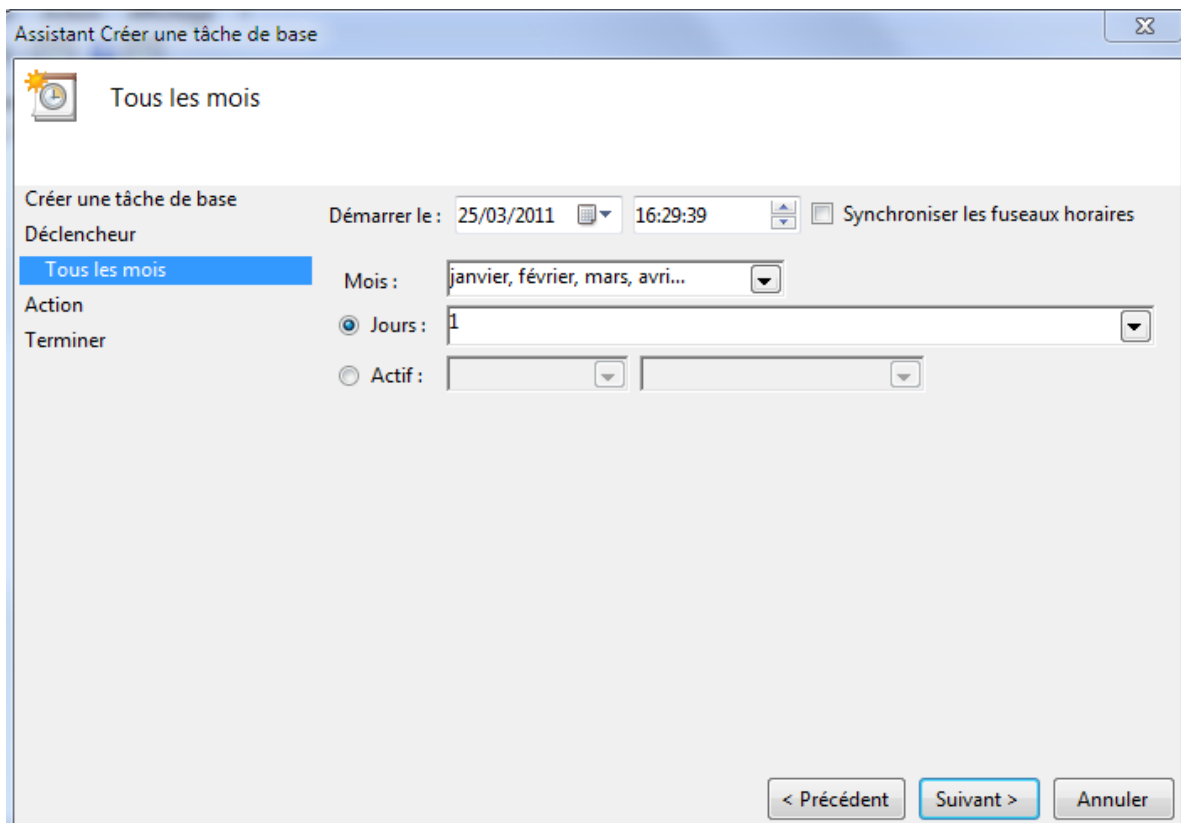 Assistant Créer une tâche de base
Tous les mois
Créer une tâche de base
Déclencheur
Tous les mois
Action
Terminer
Démarrer le : 25/03/2011 16:29:39 Synchroniser les fuseaux horaires
Mois : janvier, février, mars, avri...
Jours : 1
Actif :
< Précédent Suivant > Annuler